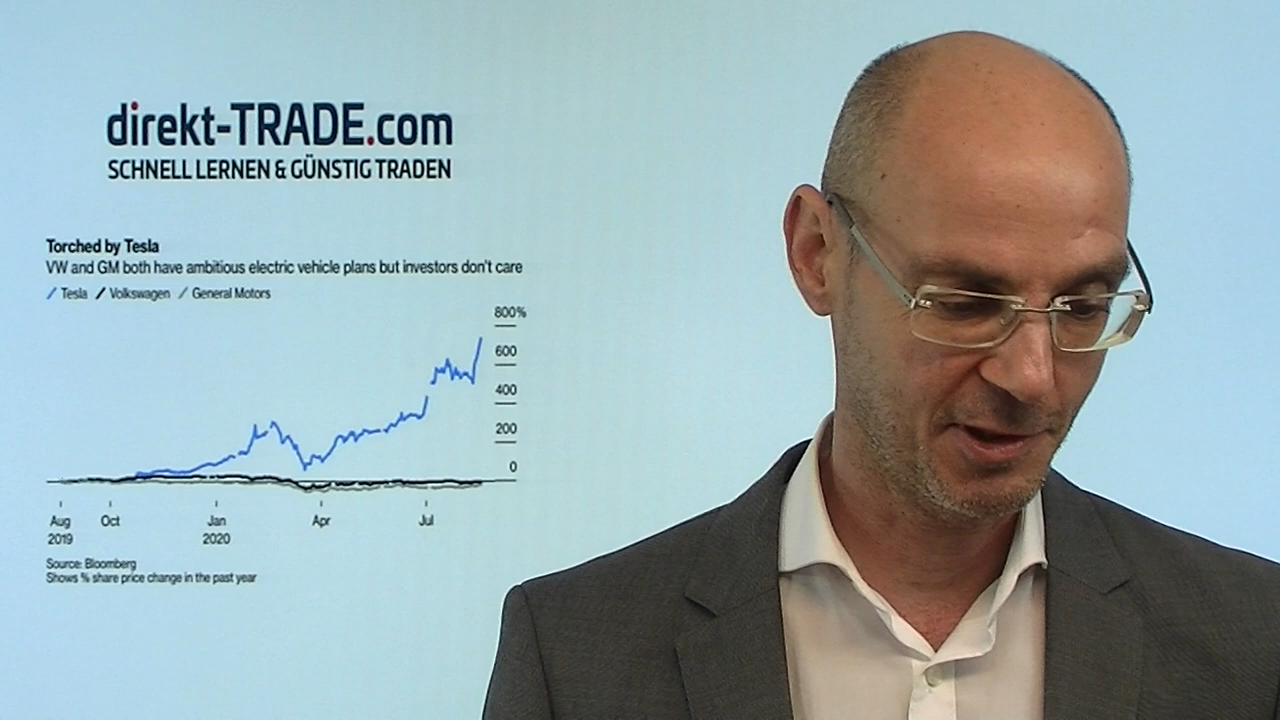 direkt-TRADE.com
SCHNELL LERNEN & GÜNSTIG TRADEN
Torched by Tesla
VW and GM both have ambitious electric vehicle plans but investors don't care
Tesla Volkswagen General Motors
800%
600
400
200
0
Aug Oct Jan Apr Jul
2019 2020
Source: Bloomberg
Shows % share price change in the past year